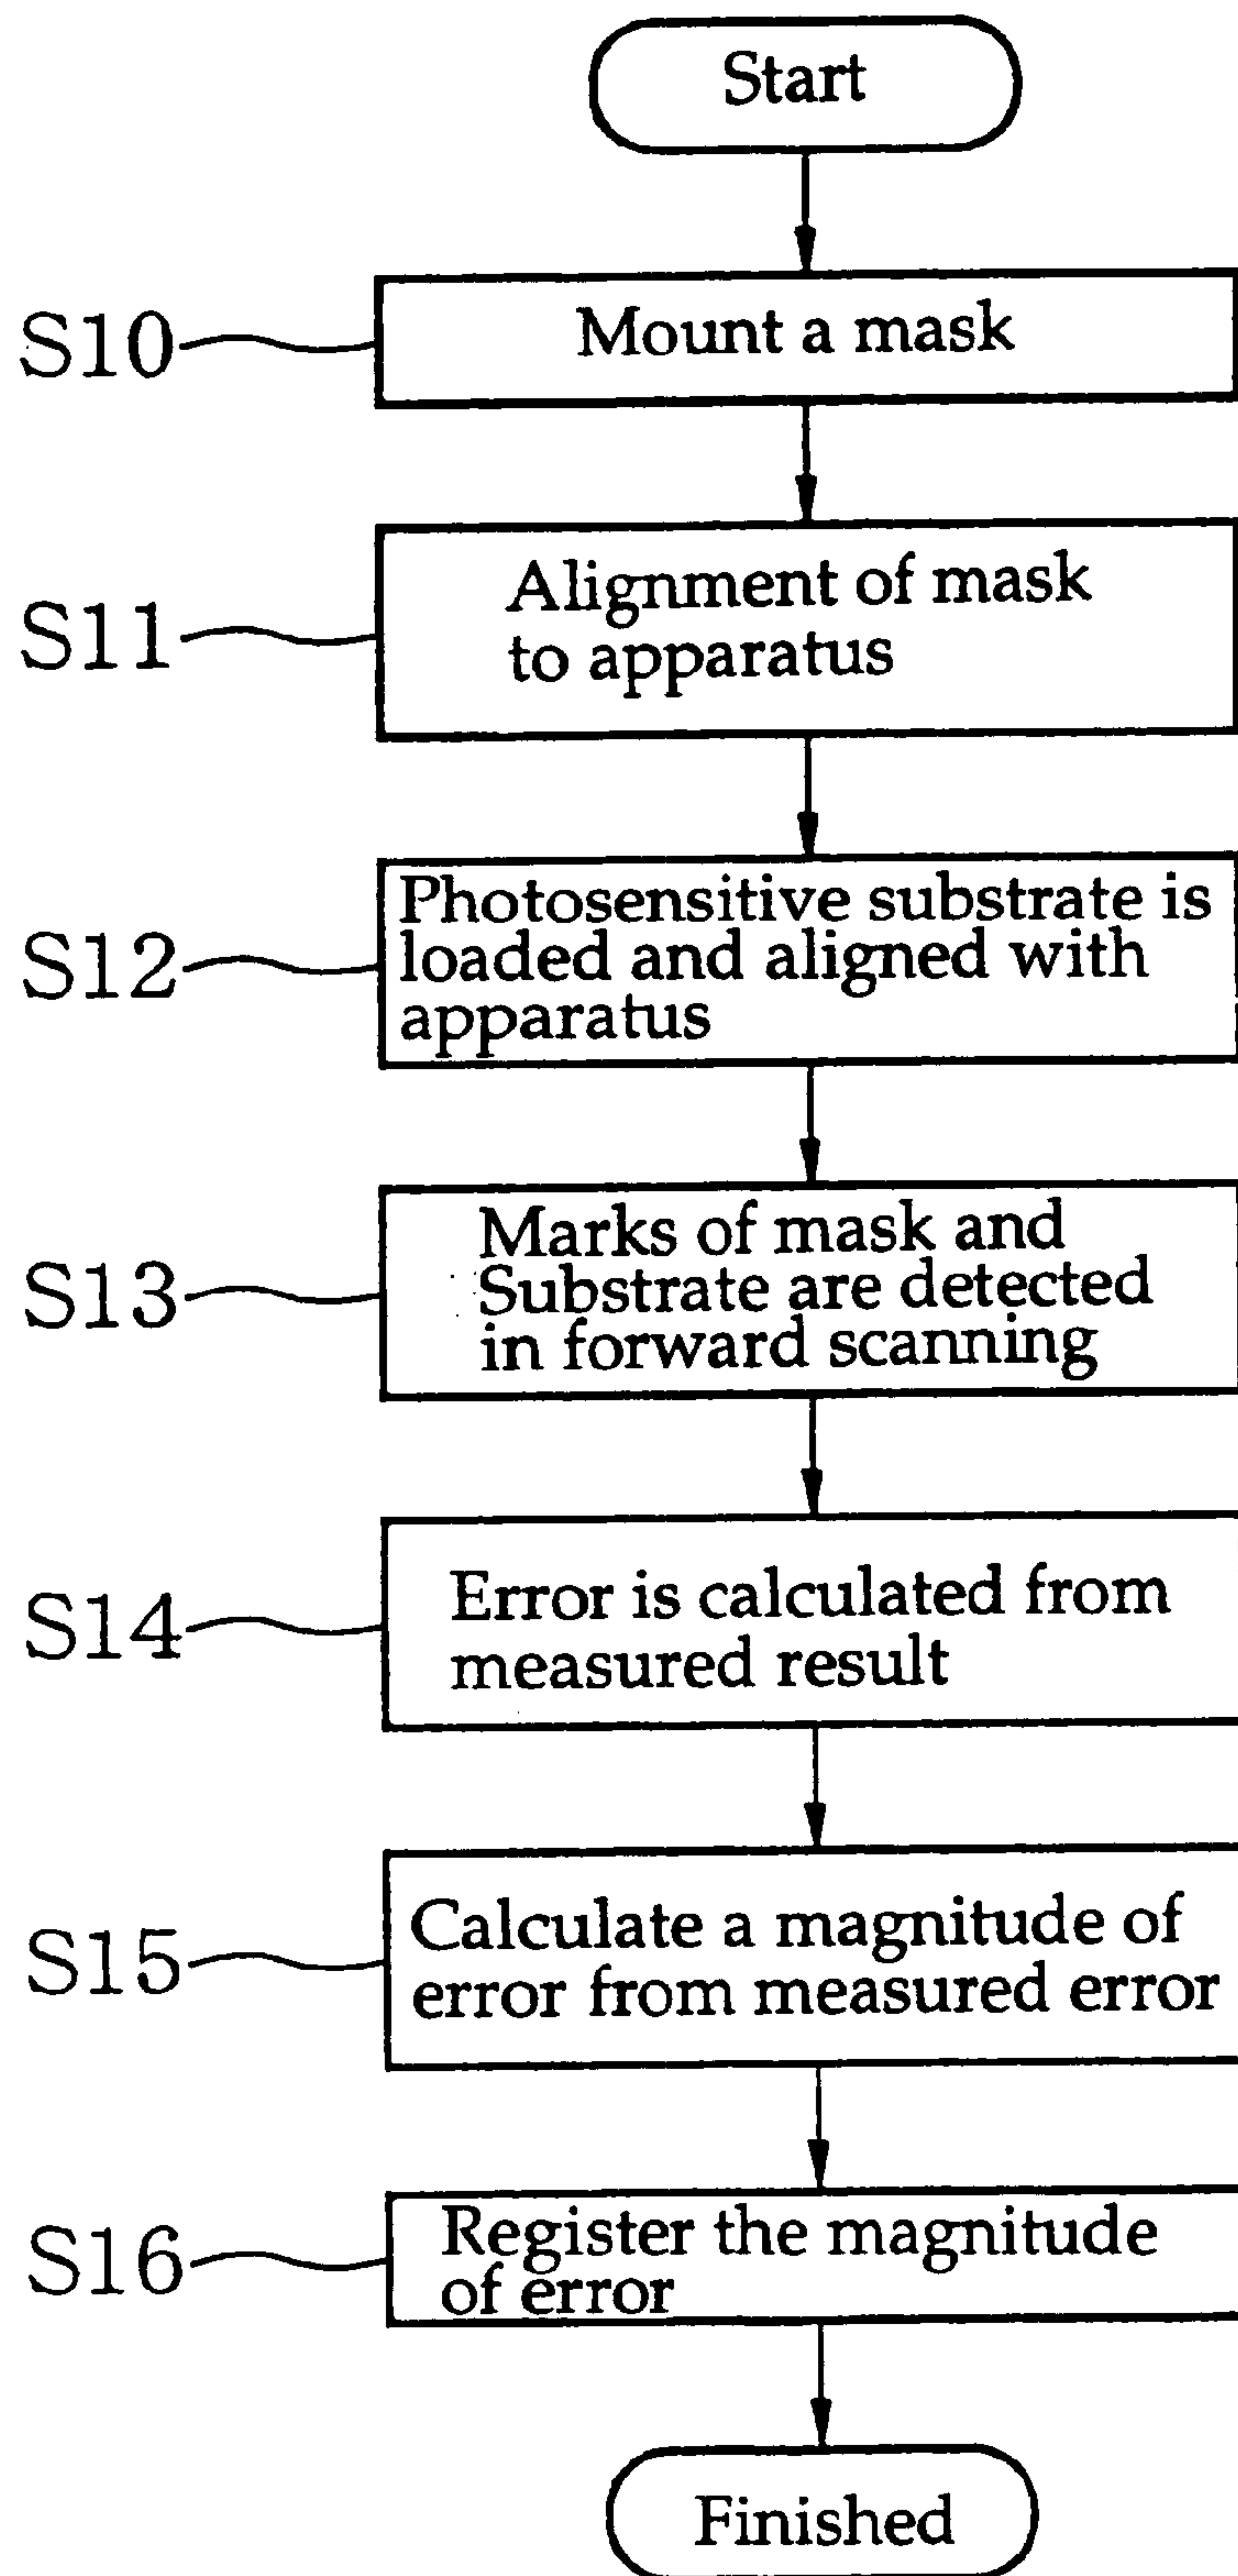 Start
S10
Mount a mask
S11
Alignment of mask
to apparatus
S12
Photosensitive substrate is
loaded and aligned with
apparatus
S13
Marks of mask and
Substrate are detected
in forward scanning
S14
Error is calculated from
measured result
S15
Calculate a magnitude of
error from measured error
S16
Register the magnitude
of error
Finished